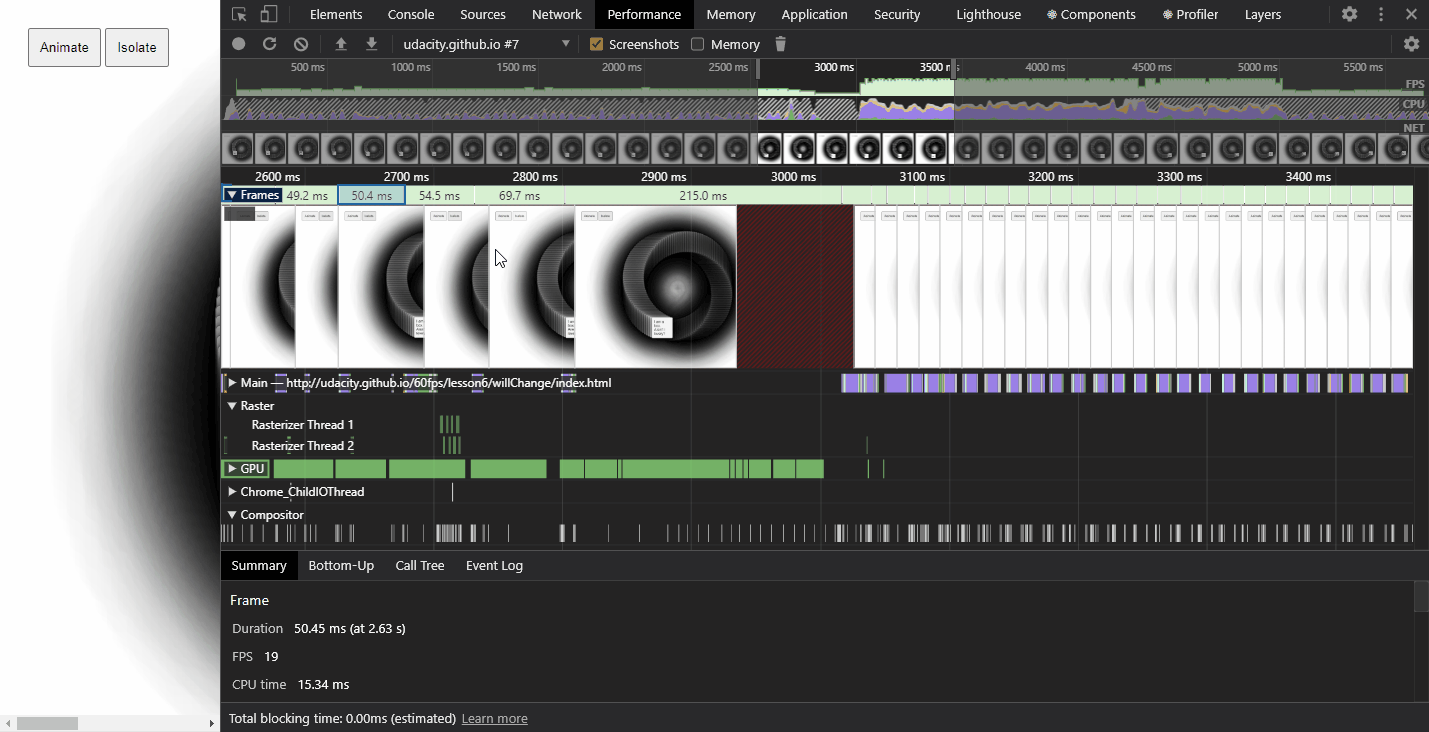 Animate Isolate
Elements Console Sources Network Performance Memory Application Security Lighthouse Components Profiler Layers
udacity.github.io #7 Screenshots Memory
500 ms 1000 ms 1500 ms 2000 ms 2500 ms 3000 ms 3500 4000 ms 4500 ms 5000 ms 5500 ms
FPS
CPU
NET
2600 ms 2700 ms 2800 ms 2900 ms 3000 ms 3100 ms 3200 ms 3300 ms 3400 ms
Frames 49.2 ms 50.4 ms 54.5 ms 69.7 ms 215.0 ms
Main — http://udacity.github.io/60fps/lesson6/willChange/index.html
Raster
Rasterizer Thread 1
Rasterizer Thread 2
GPU
Chrome_ChildIOThread
Compositor
Summary Bottom-Up Call Tree Event Log
Frame
Duration 50.45 ms (at 2.63 s)
FPS 19
CPU time 15.34 ms
Total blocking time: 0.00ms (estimated) Learn more